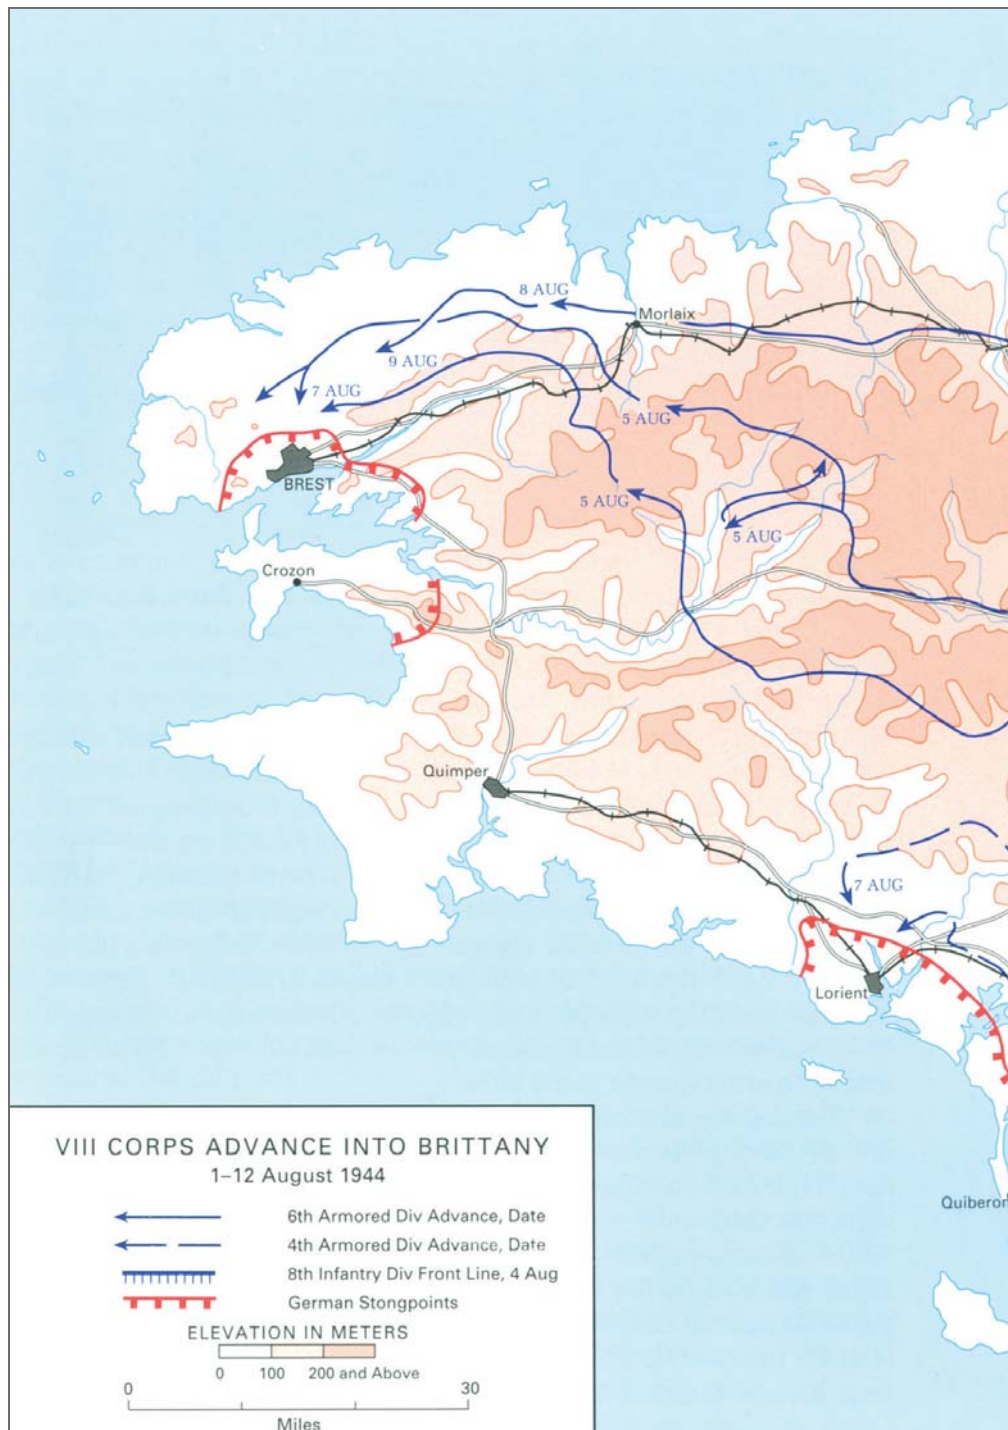 8 AUG
Morlaix
9 AUG
7 AUG
5 AUG
BREST
5 AUG
5 AUG
Crozon
Quimper
7 AUG
Lorient
Quiberon
VIII CORPS ADVANCE INTO BRITTANY
1–12 August 1944
6th Armored Div Advance, Date
4th Armored Div Advance, Date
8th Infantry Div Front Line, 4 Aug
German Stongpoints
ELEVATION IN METERS
0 100 200 and Above
0 30
Miles